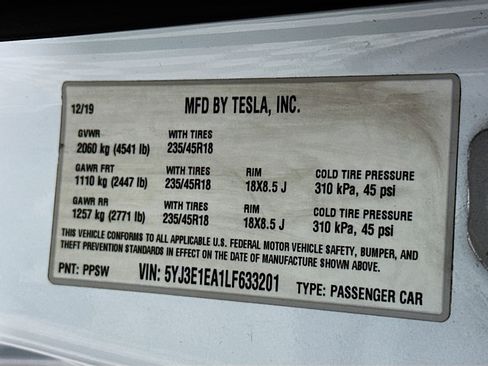 12/19 MFD BY TESLA, INC.
GVWR WITH TIRES
2060 kg (4541 lb) 235/45R18
GAWR FRT WITH TIRES RIM COLD TIRE PRESSURE
1110 kg (2447 lb) 235/45R18 18X8.5 J 310 kPa, 45 psi
GAWR RR WITH TIRES RIM COLD TIRE PRESSURE
1257 kg (2771 lb) 235/45R18 18X8.5 J 310 kPa, 45 psi
THIS VEHICLE CONFORMS TO ALL APPLICABLE U.S. FEDERAL MOTOR VEHICLE SAFETY, BUMPER, AND
THEFT PREVENTION STANDARDS IN EFFECT ON THE DATE OF MANUFACTURE SHOWN ABOVE.
PNT: PPSW VIN: 5YJ3E1EA1LF633201 TYPE: PASSENGER CAR